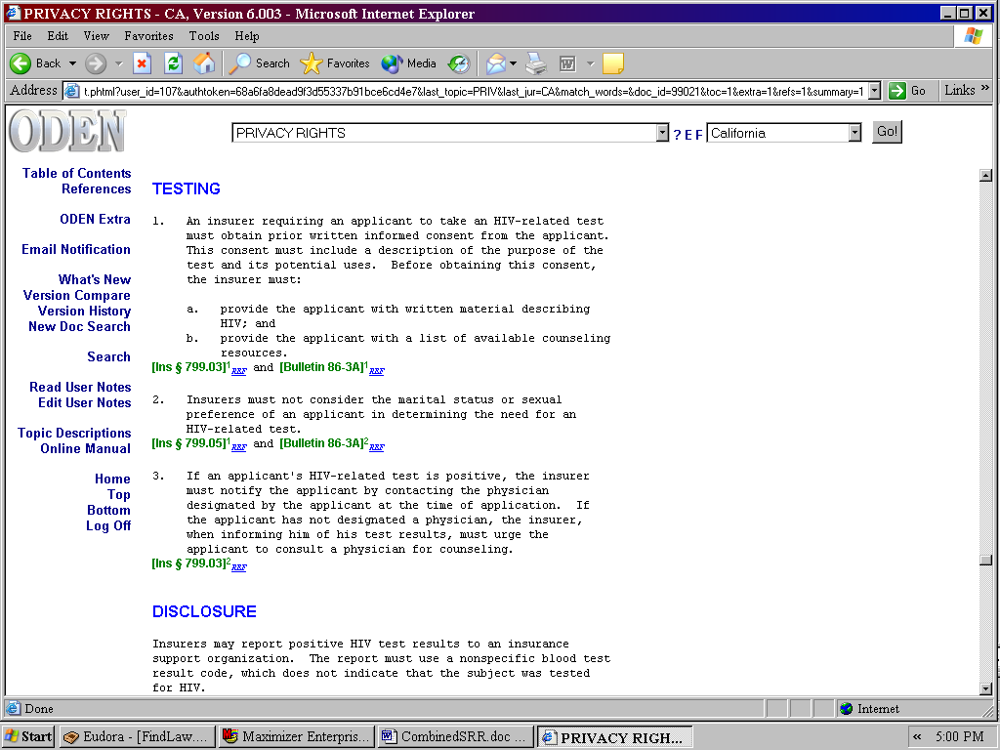 PRIVACY RIGHTS - CA, Version 6.003 - Microsoft Internet Explorer
File Edit View Favorites Tools Help
Back Search Favorites Media
Address t.phtml?user_id=107&authtoken=68a6fa8dead9f3d55337b91bce6cd4e7&last_topic=PRIV&last_jur=CA&match_words=&doc_id=99021&toc=1&extra=1&refs=1&summary=1 Go Links »
ODEN
PRIVACY RIGHTS ? E F California Go!
Table of Contents
References
ODEN Extra
Email Notification
What's New
Version Compare
Version History
New Doc Search
Search
Read User Notes
Edit User Notes
Topic Descriptions
Online Manual
Home
Top
Bottom
Log Off
TESTING
1. An insurer requiring an applicant to take an HIV-related test
must obtain prior written informed consent from the applicant.
This consent must include a description of the purpose of the
test and its potential uses. Before obtaining this consent,
the insurer must:
a. provide the applicant with written material describing
HIV; and
b. provide the applicant with a list of available counseling
resources.
[Ins § 799.03]1 REF and [Bulletin 86-3A]1 REF
2. Insurers must not consider the marital status or sexual
preference of an applicant in determining the need for an
HIV-related test.
[Ins § 799.05]1 REF and [Bulletin 86-3A]2 REF
3. If an applicant's HIV-related test is positive, the insurer
must notify the applicant by contacting the physician
designated by the applicant at the time of application. If
the applicant has not designated a physician, the insurer,
when informing him of his test results, must urge the
applicant to consult a physician for counseling.
[Ins § 799.03]2 REF
DISCLOSURE
Insurers may report positive HIV test results to an insurance
support organization. The report must use a nonspecific blood test
result code, which does not indicate that the subject was tested
for HIV.
Done Internet
Start Eudora - [FindLaw.... Maximizer Enterpris... CombinedSRR.doc ... PRIVACY RIGH... « 5:00 PM